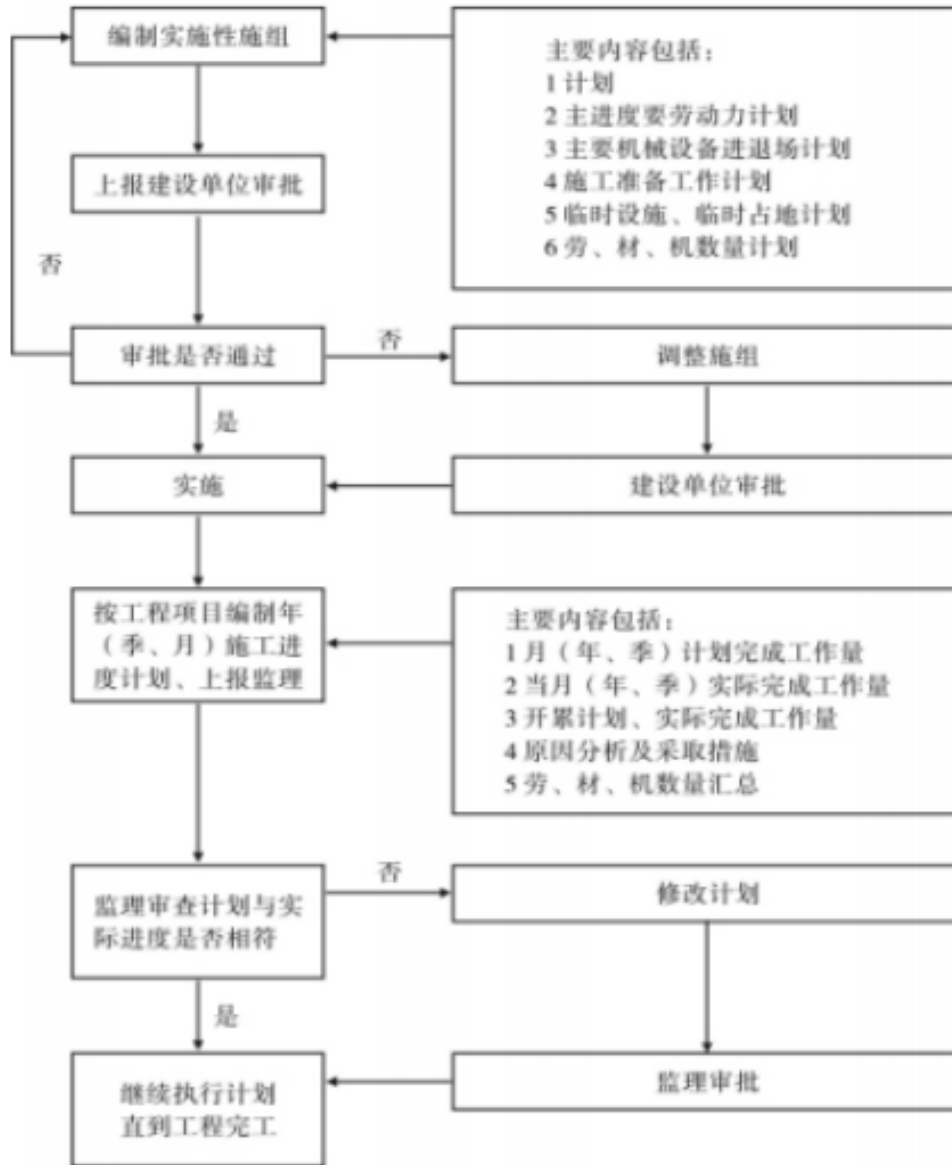 编制实施性施组
主要内容包括：
1 计划
2 主进度要劳动力计划
3 主要机械设备进退场计划
4 施工准备工作计划
5 临时设施、临时占地计划
6 劳、材、机数量计划
上报建设单位审批
否
审批是否通过
否
调整施组
是
实施
建设单位审批
按工程项目编制年
（季、月）施工进
度计划、上报监理
主要内容包括：
1 月（年、季）计划完成工作量
2 当月（年、季）实际完成工作量
3 开累计划、实际完成工作量
4 原因分析及采取措施
5 劳、材、机数量汇总
监理审查计划与实
际进度是否相符
否
修改计划
是
继续执行计划
直到工程完工
监理审批